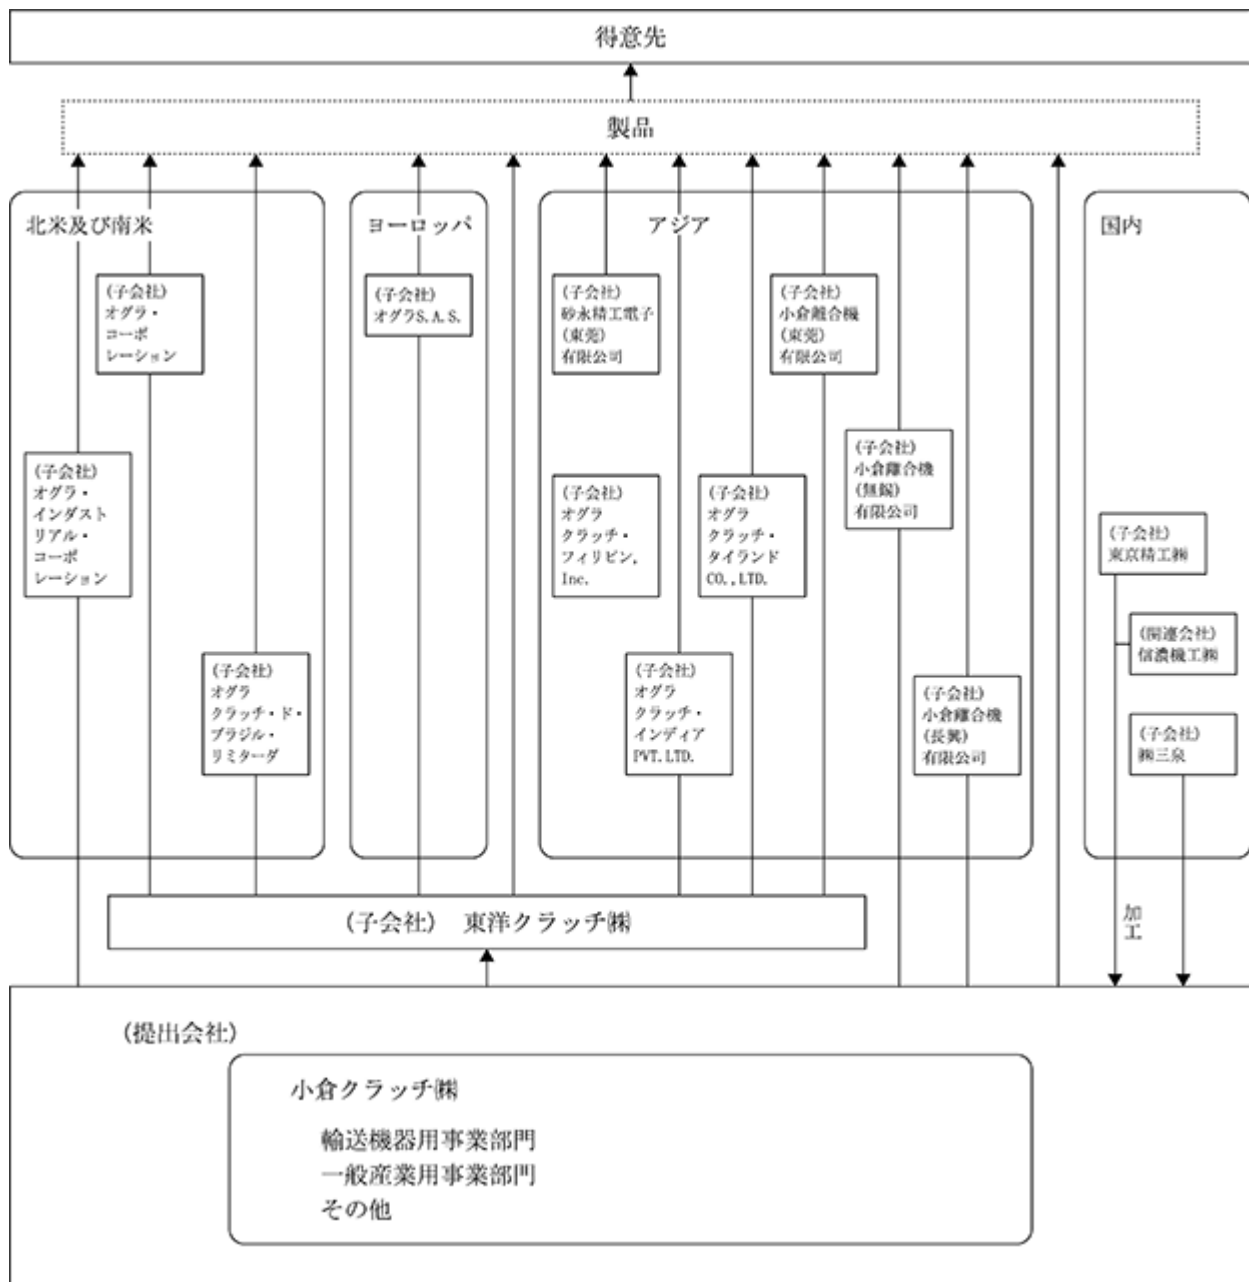 得意先
製品
北米及び南米
(子会社)
オグラ・
コーポ
レーション
(子会社)
オグラ・
インダスト
リアル・
コーポ
レーション
(子会社)
オグラ
クラッチ・ド・
ブラジル・
リミターダ
ヨーロッパ
(子会社)
オグラS.A.S.
アジア
(子会社)
砂永精工電子
(東莞)
有限公司
(子会社)
小倉離合機
(東莞)
有限公司
(子会社)
小倉離合機
(無錫)
有限公司
(子会社)
オグラ
クラッチ・
フィリピン,
Inc.
(子会社)
オグラ
クラッチ・
タイランド
CO.,LTD.
(子会社)
オグラ
クラッチ・
インディア
PVT.LTD.
(子会社)
小倉離合機
(長興)
有限公司
国内
(子会社)
東京精工㈱
(関連会社)
信濃機工㈱
(子会社)
㈱三泉
加工
(子会社) 東洋クラッチ㈱
(提出会社)
小倉クラッチ㈱
輸送機器用事業部門
一般産業用事業部門
その他